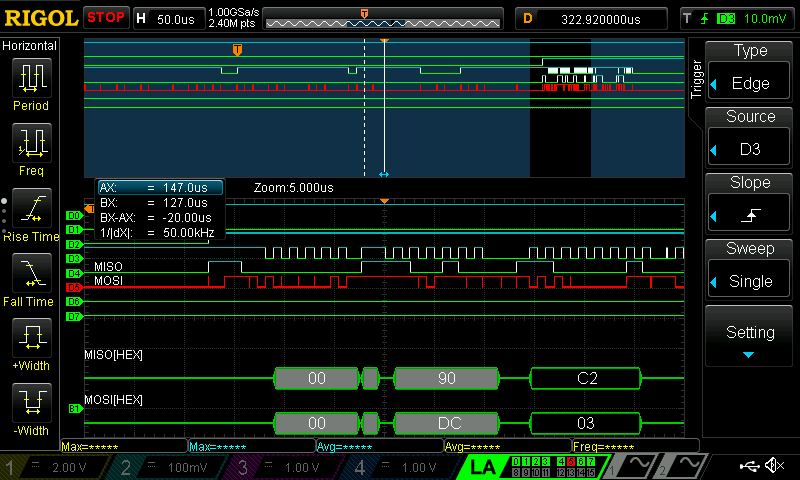 RIGOL STOP H 50.0us 1.00GSa/s 2.40M pts T D 322.920000us T D3 10.0mV
Horizontal
Period
Freq
Rise Time
Fall Time
+Width
-Width
T
AX: = 147.0us
BX: = 127.0us
BX-AX: = -20.00us
1/|dX|: = 50.00kHz
Zoom:5.000us
D0
D1
D2
D3
D4 MISO
D5 MOSI
D6
D7
MISO[HEX]
00 90 C2
MOSI[HEX]
B1
00 DC 03
Max=***** Max=***** Avg=***** Avg=***** Freq=*****
1 = 2.00 V 2 = 100mV 3 = 1.00 V 4 = 1.00 V LA D 0 1 2 3 4 5 6 7
8 9 10 11 12 13 14 15
1 2
Trigger
Type
Edge
Source
D3
Slope
Sweep
Single
Setting